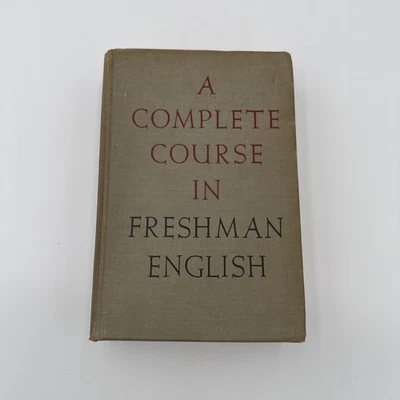 A
COMPLETE
COURSE
IN
FRESHMAN
ENGLISH